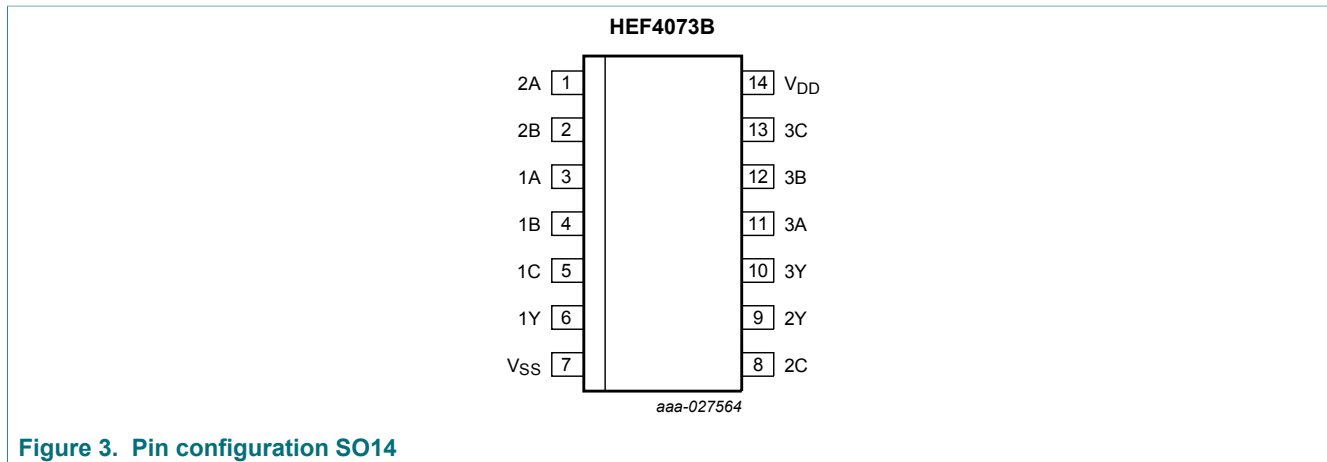 HEF4073B
2A 1 14 VDD
2B 2 13 3C
1A 3 12 3B
1B 4 11 3A
1C 5 10 3Y
1Y 6 9 2Y
VSS 7 8 2C
aaa-027564
Figure 3. Pin configuration SO14